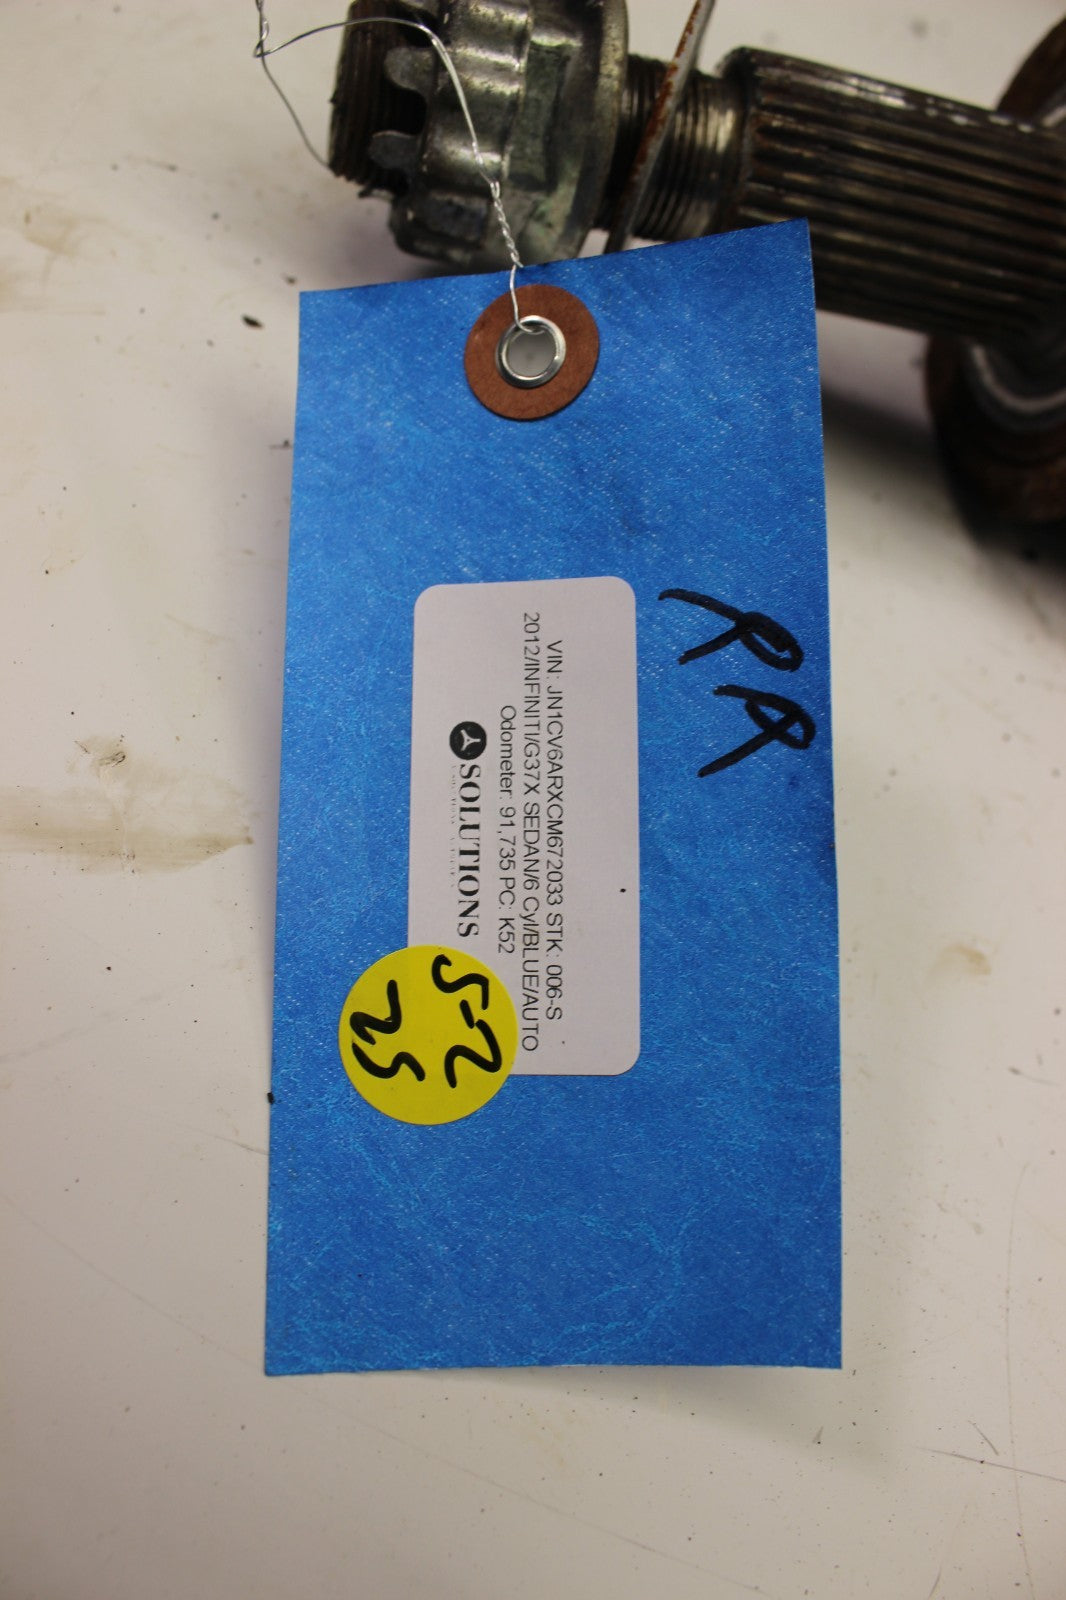 VIN: JN1CV6ARXCM672033 STK: 006-S
2012/INFINITI/G37X SEDAN/6 Cyl/BLUE/AUTO
Odometer: 91,735 PC: K52
SOLUTIONS
S-2
25